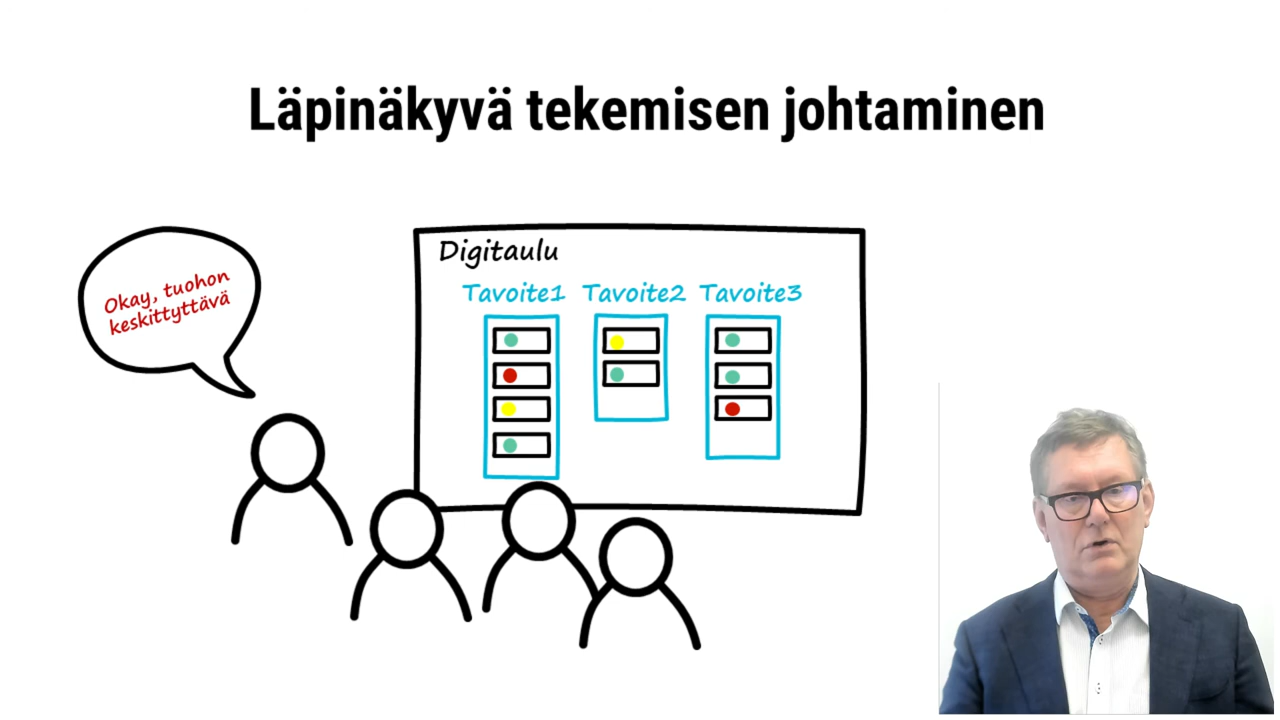 Läpinäkyvä tekemisen johtaminen
Okay, tuohon
keskittyttävä
Digitaulu
Tavoite1 Tavoite2 Tavoite3